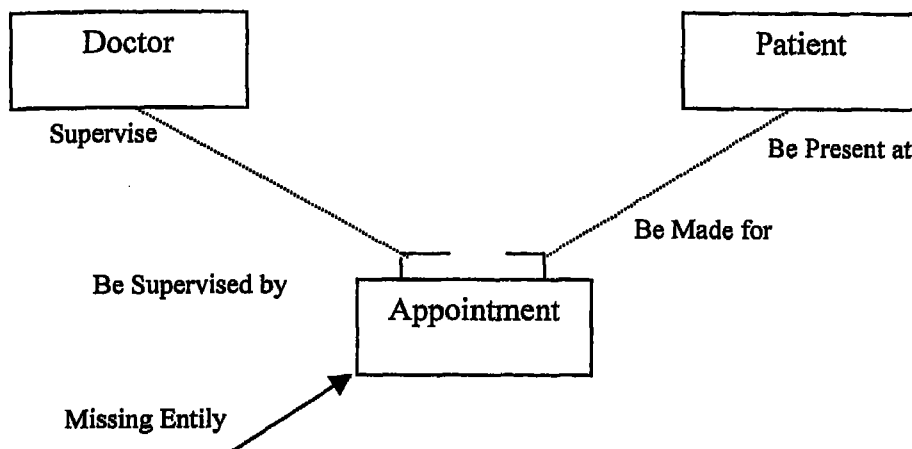 Doctor
Patient
Supervise
Be Present at
Be Made for
Be Supervised by
Appointment
Missing Entily